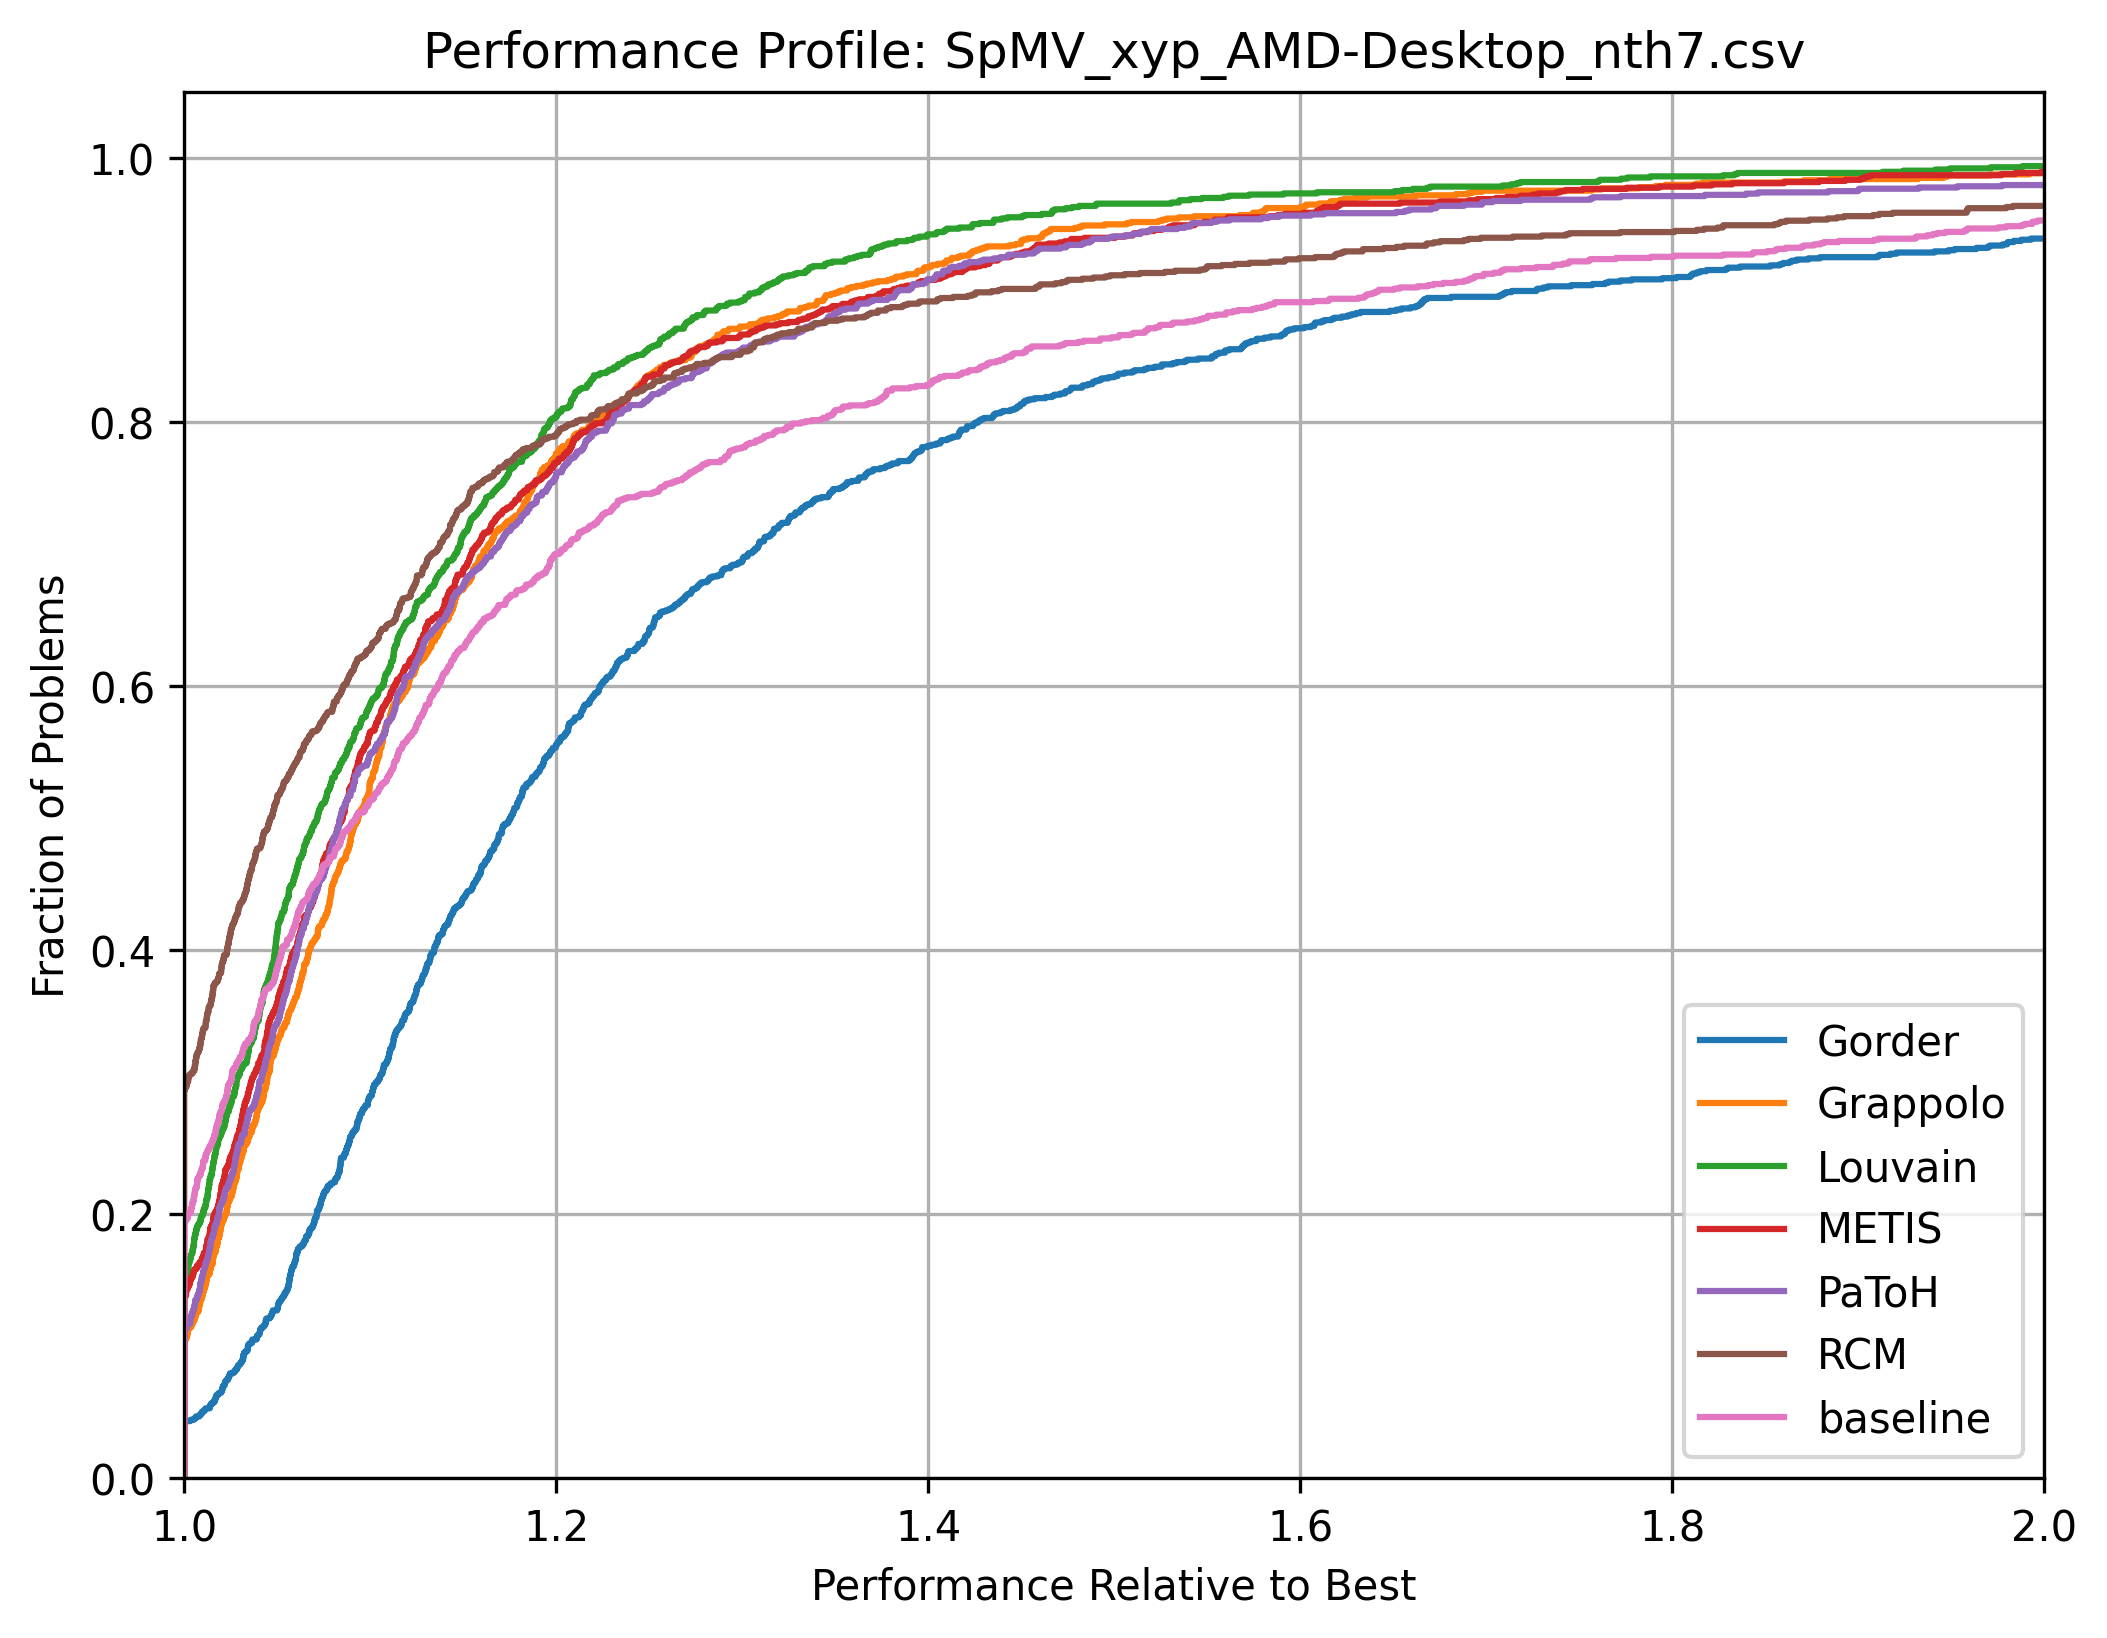 Performance Profile: SpMV_xyp_AMD-Desktop_nth7.csv
Fraction of Problems
1.0
0.8
0.6
0.4
0.2
0.0
1.0 1.2 1.4 1.6 1.8 2.0
Performance Relative to Best
Gorder
Grappolo
Louvain
METIS
PaToH
RCM
baseline